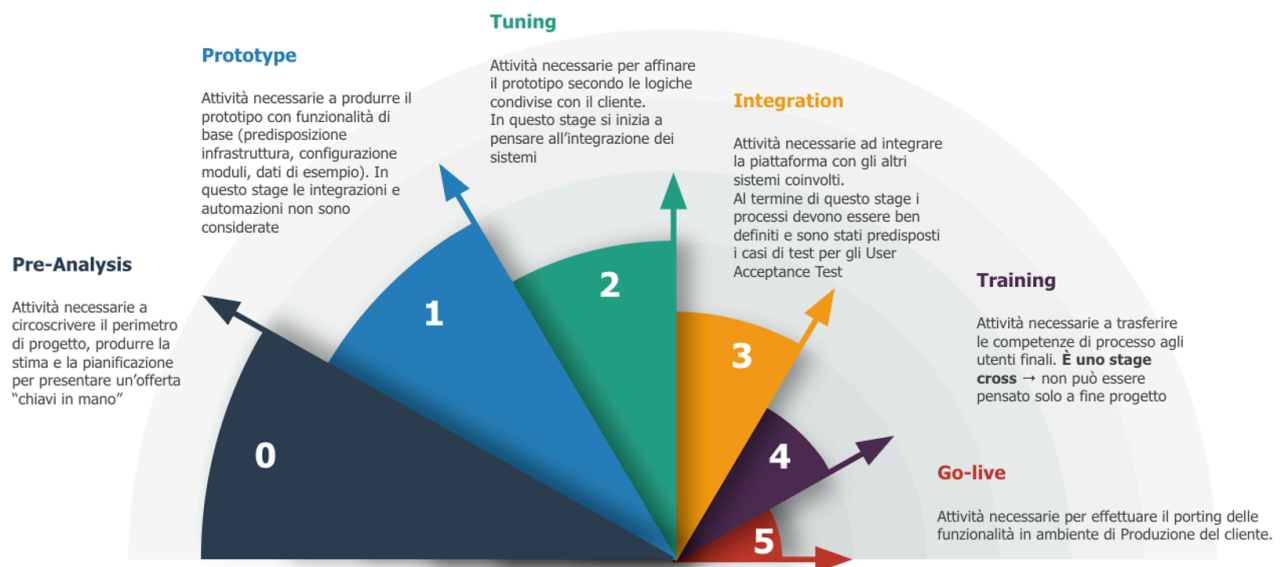 Pre-Analysis
Attività necessarie a
circoscrivere il perimetro
di progetto, produrre la
stima e la pianificazione
per presentare un'offerta
"chiavi in mano"
0
Prototype
Attività necessarie a produrre il
prototipo con funzionalità di
base (predisposizione
infrastruttura, configurazione
moduli, dati di esempio). In
questo stage le integrazioni e
automazioni non sono
considerate
1
Tuning
Attività necessarie per affinare
il prototipo secondo le logiche
condivise con il cliente.
In questo stage si inizia a
pensare all'integrazione dei
sistemi
2
Integration
Attività necessarie ad integrare
la piattaforma con gli altri
sistemi coinvolti.
Al termine di questo stage i
processi devono essere ben
definiti e sono stati predisposti
i casi di test per gli User
Acceptance Test
3
Training
Attività necessarie a trasferire
le competenze di processo agli
utenti finali. È uno stage
cross → non può essere
pensato solo a fine progetto
4
Go-live
Attività necessarie per effettuare il porting delle
funzionalità in ambiente di Produzione del cliente.
5